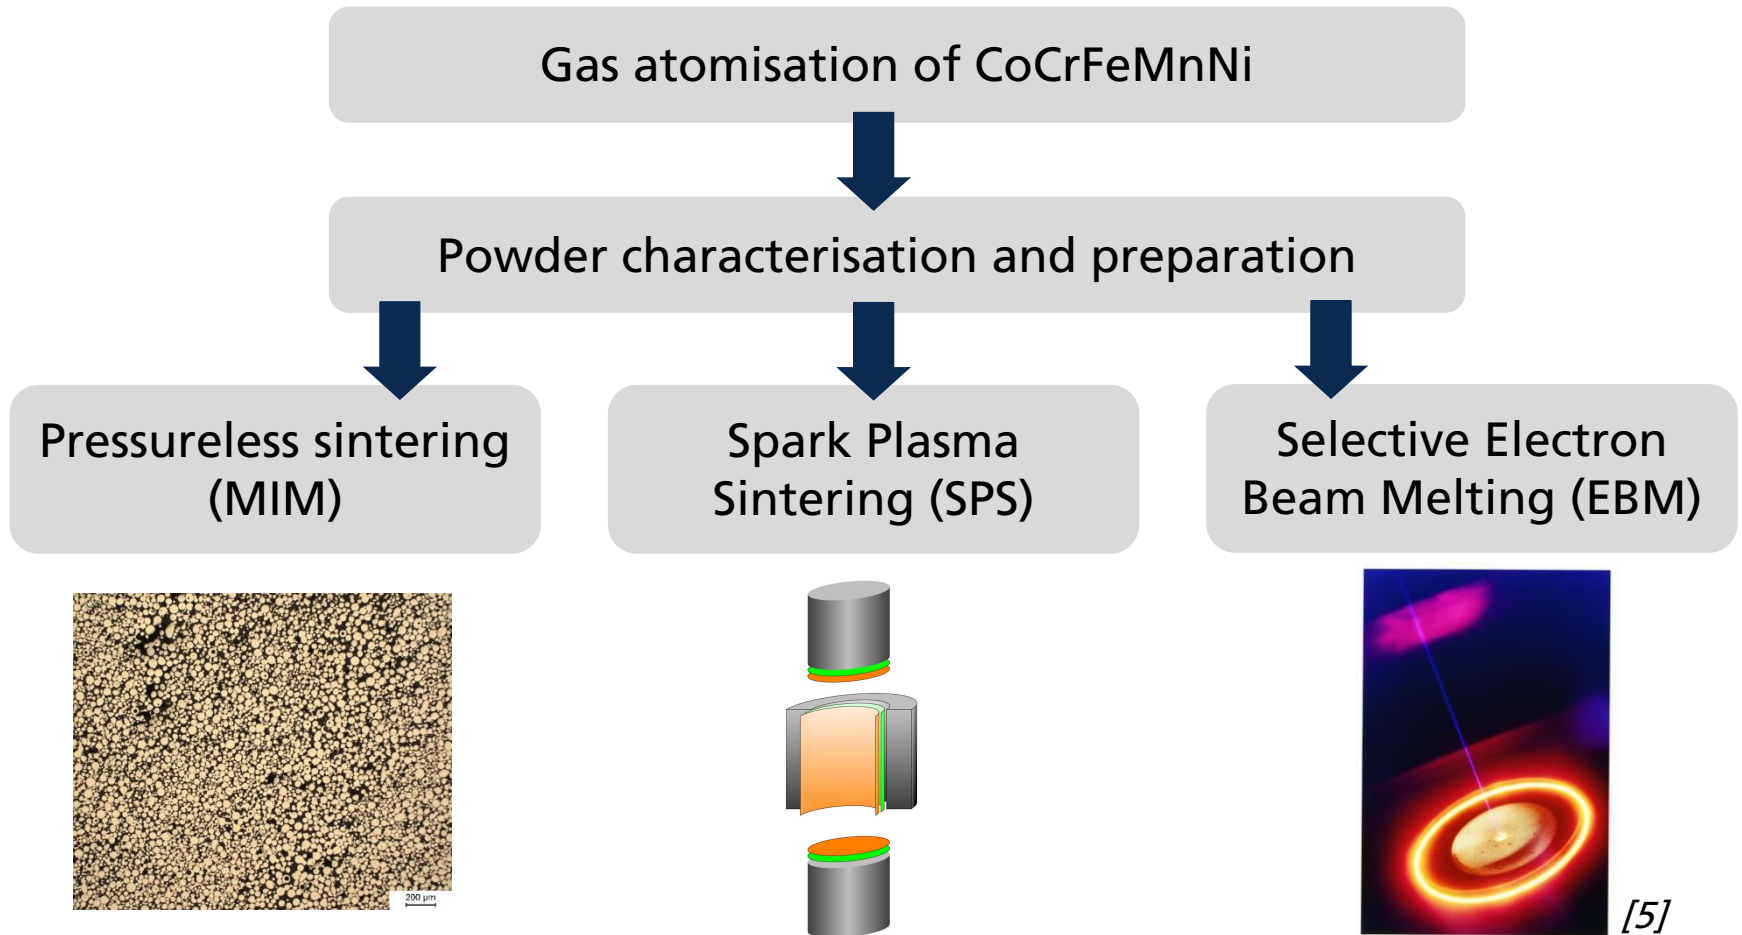 Gas atomisation of CoCrFeMnNi
Powder characterisation and preparation
Pressureless sintering
(MIM)
Spark Plasma
Sintering (SPS)
Selective Electron
Beam Melting (EBM)
200 µm
[5]